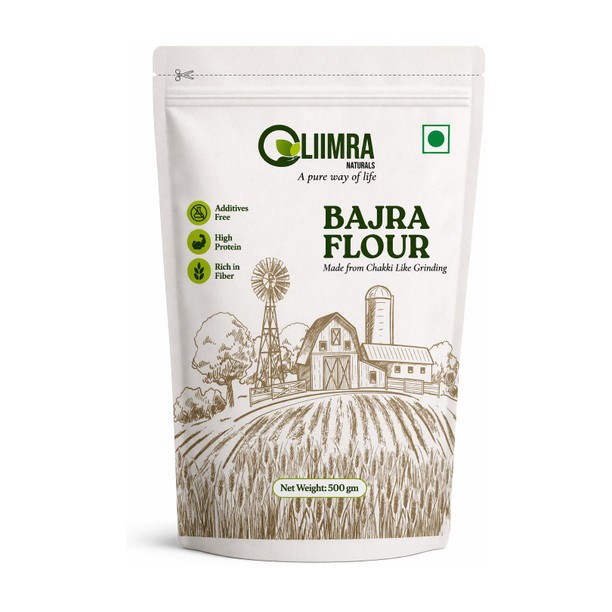 OLIIMRA
NATURALS
A pure way of life
Additives
Free
High
Protein
Rich in
Fiber
BAJRA
FLOUR
Made from Chakki Like Grinding
Net Weight: 500 gm